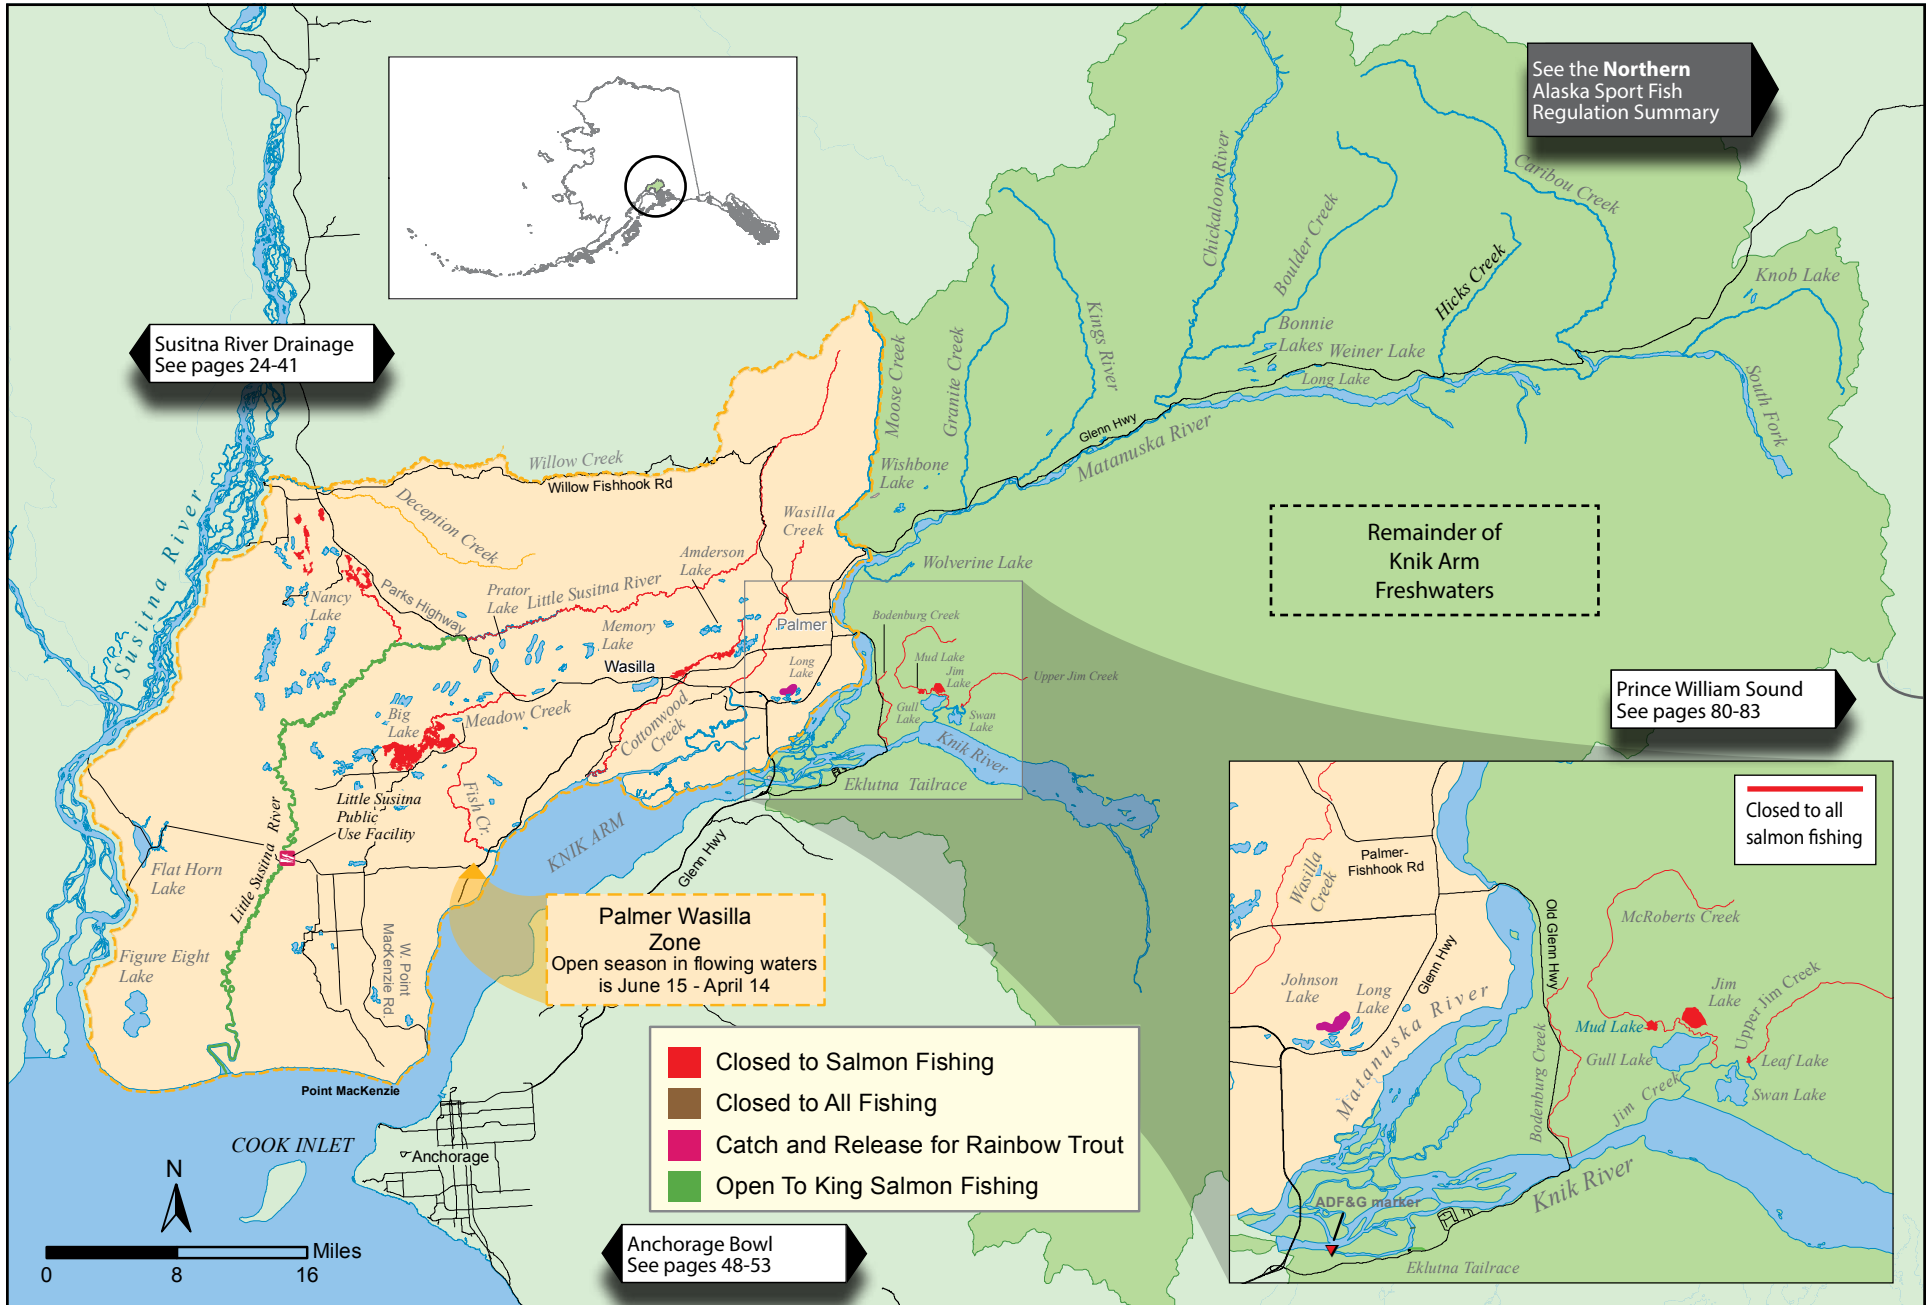 See the Northern
Alaska Sport Fish
Regulation Summary
Susitna River Drainage
See pages 24-41
Chickaloon River
Boulder Creek
Caribou Creek
Hicks Creek
Knob Lake
Kings River
Granite Creek
Moose Creek
Bonnie
Lakes
Weiner Lake
Long Lake
South Fork
Glenn Hwy
Matanuska River
Wishbone
Lake
Willow Creek
Willow Fishhook Rd
Deception Creek
Wasilla
Creek
Susitna River
Amderson
Lake
Wolverine Lake
Remainder of
Knik Arm
Freshwaters
Nancy
Lake
Parks Highway
Prator
Lake
Little Susitna River
Memory
Lake
Palmer
Bodenburg Creek
Mud Lake
Jim
Lake
Upper Jim Creek
Wasilla
Long
Lake
Gull
Lake
Swan
Lake
Big
Lake
Meadow Creek
Cottonwood
Creek
Knik River
Eklutna Tailrace
Prince William Sound
See pages 80-83
Little Susitna
Public
Use Facility
Fish Cr.
KNIK ARM
Glenn Hwy
Flat Horn
Lake
Little Susitna River
Figure Eight
Lake
W. Point
MacKenzie Rd.
Palmer Wasilla
Zone
Open season in flowing waters
is June 15 - April 14
Point MacKenzie
COOK INLET
Anchorage
N
Miles
0
8
16
Closed to Salmon Fishing
Closed to All Fishing
Catch and Release for Rainbow Trout
Open To King Salmon Fishing
Anchorage Bowl
See pages 48-53
Closed to all
salmon fishing
Palmer-
Fishhook Rd
Wasilla
Creek
Old Glenn Hwy
McRoberts Creek
Glenn Hwy
Johnson
Lake
Long
Lake
Jim
Lake
Upper Jim Creek
Mud Lake
Gull Lake
Leaf Lake
Swan Lake
Matanuska River
Bodenburg Creek
Jim Creek
Knik River
ADF&G marker
Eklutna Tailrace